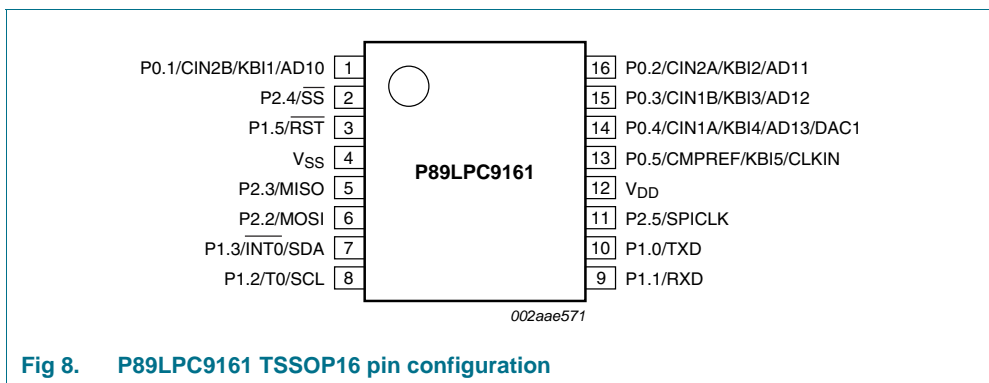 P0.1/CIN2B/KBI1/AD10 1
P2.4/SS 2
P1.5/RST 3
VSS 4
P2.3/MISO 5
P2.2/MOSI 6
P1.3/INT0/SDA 7
P1.2/T0/SCL 8
P89LPC9161
16 P0.2/CIN2A/KBI2/AD11
15 P0.3/CIN1B/KBI3/AD12
14 P0.4/CIN1A/KBI4/AD13/DAC1
13 P0.5/CMPREF/KBI5/CLKIN
12 VDD
11 P2.5/SPICLK
10 P1.0/TXD
9 P1.1/RXD
002aae571
Fig 8. P89LPC9161 TSSOP16 pin configuration